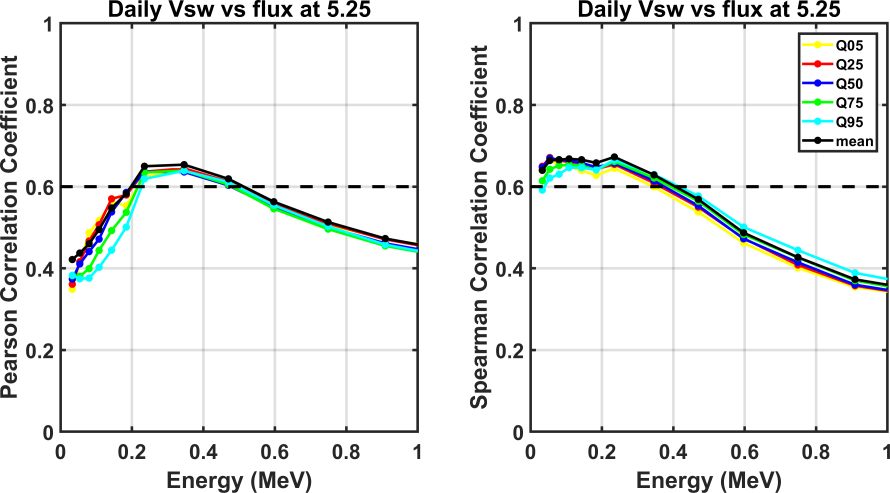 Daily Vsw vs flux at 5.25
Pearson Correlation Coefficient
1
0.8
0.6
0.4
0.2
0
0 0.2 0.4 0.6 0.8 1
Energy (MeV)
Daily Vsw vs flux at 5.25
Spearman Correlation Coefficient
1
0.8
0.6
0.4
0.2
0
0 0.2 0.4 0.6 0.8 1
Energy (MeV)
Q05
Q25
Q50
Q75
Q95
mean